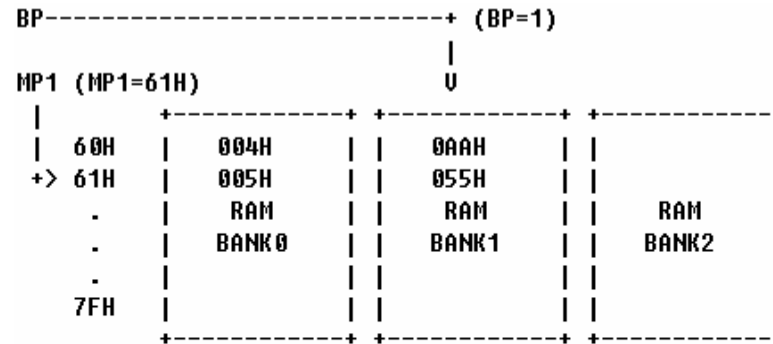 BP-----------------------------+ (BP=1)
|
MP1 (MP1=61H) V
| +-------------+ +-------------+ +-------------
| 60H | 004H | | 0AAH | |
+> 61H | 005H | | 055H | |
. | RAM | | RAM | | RAM
. | BANK0 | | BANK1 | | BANK2
. | | | | |
7FH | | | | |
+-------------+ +-------------+ +-------------